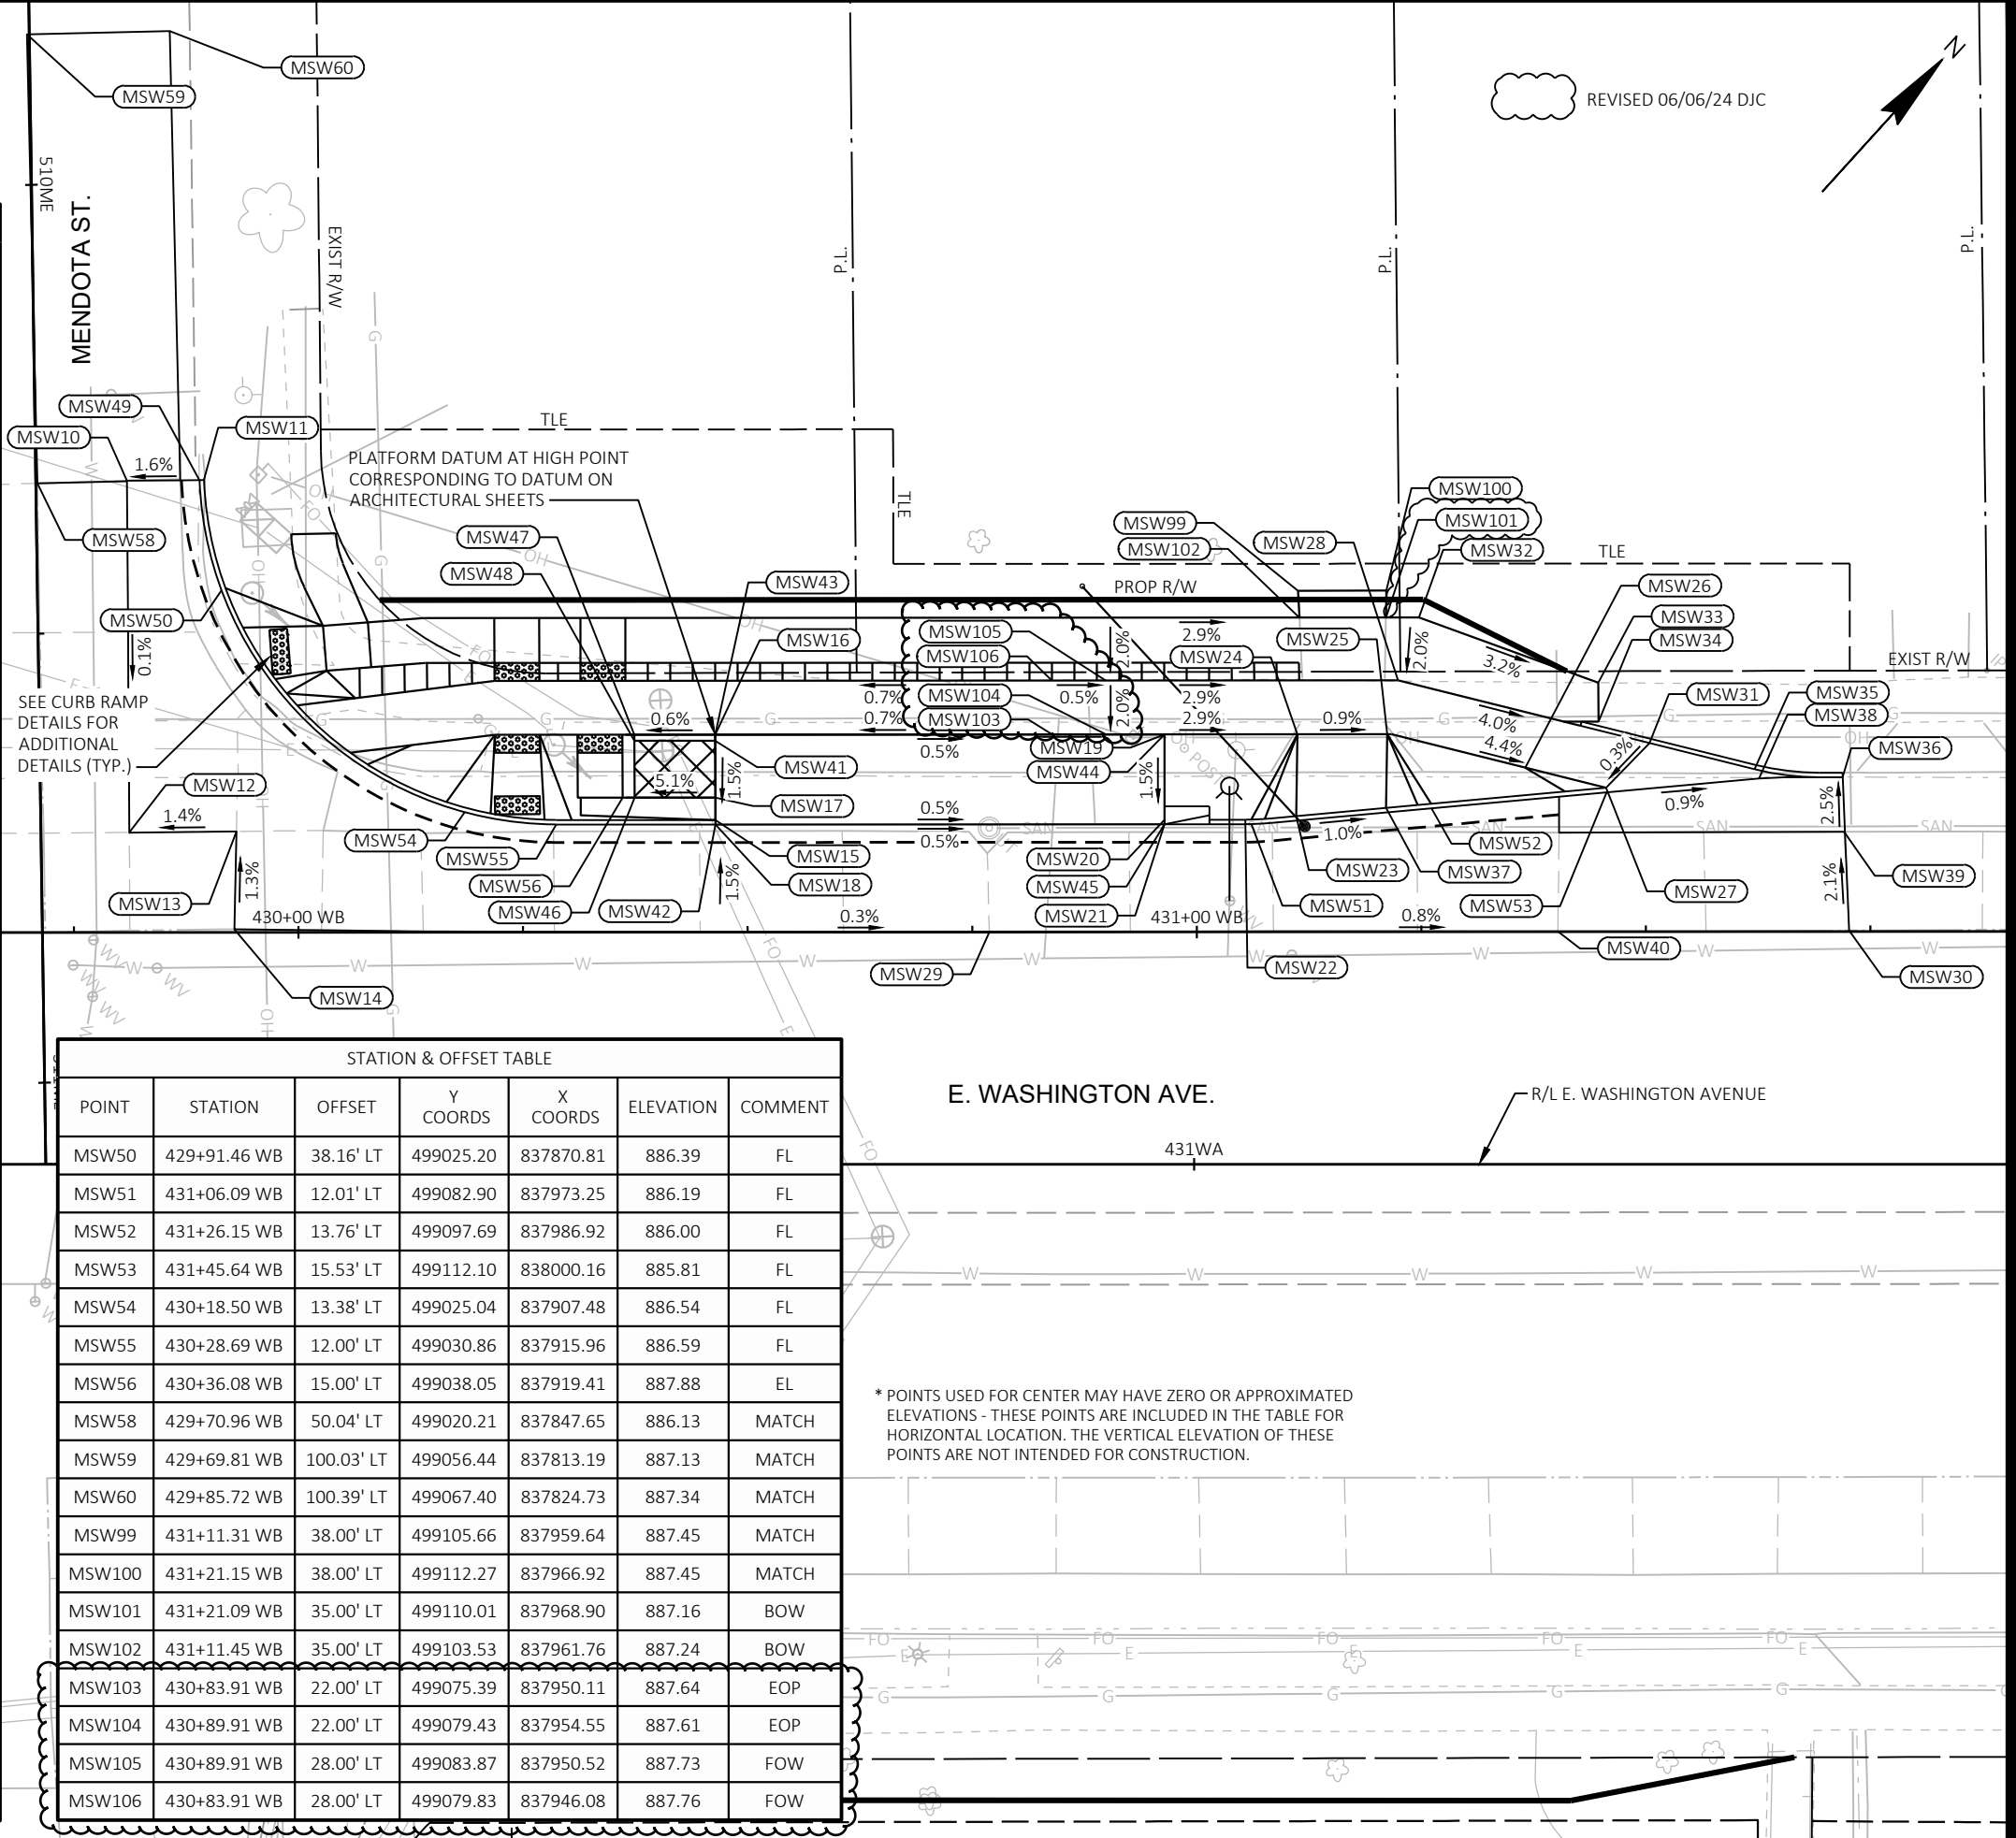 MSW60
MSW59
N
REVISED 06/06/24 DJC
510ME
MENDOTA ST.
EXIST R/W
P.L.
P.L.
P.L.
MSW49
MSW10
MSW11
1.6%
TLE
TLE
PLATFORM DATUM AT HIGH POINT
CORRESPONDING TO DATUM ON
ARCHITECTURAL SHEETS
MSW58
MSW47
MSW48
MSW43
MSW99
MSW102
MSW28
MSW100
MSW101
MSW32
TLE
PROP R/W
MSW26
MSW50
MSW16
MSW105
MSW106
2.9%
MSW24
MSW25
MSW33
MSW34
EXIST R/W
0.1%
2.0%
2.0%
3.2%
SEE CURB RAMP
DETAILS FOR
ADDITIONAL
DETAILS (TYP.)
MSW104
MSW103
0.7%
0.7%
0.5%
0.5%
2.0%
2.9%
2.9%
0.6%
0.9%
4.0%
4.4%
0.3%
MSW31
MSW35
MSW38
MSW36
MSW19
MSW44
MSW41
MSW17
5.1%
1.5%
1.5%
MSW12
1.4%
MSW13
1.3%
0.5%
0.5%
1.0%
0.9%
2.5%
MSW54
MSW55
MSW56
MSW46
MSW42
MSW15
MSW18
1.5%
MSW20
MSW45
MSW21
MSW23
MSW51
MSW52
MSW37
MSW53
MSW27
MSW39
2.1%
430+00 WB
0.3%
431+00 WB
0.8%
MSW14
MSW29
MSW22
MSW40
MSW30
OH
OH
OH
OH
OH
OH
FO
FO
FO
FO
FO
FO
FO
SAN
SAN
SAN
SAN
POST
G
G
G
G
G
W
W
W
W
W
W
W
W
E
E
E
E. WASHINGTON AVE.
R/L E. WASHINGTON AVENUE
431WA
STATION & OFFSET TABLE
POINT STATION OFFSET Y COORDS X COORDS ELEVATION COMMENT
MSW50 429+91.46 WB 38.16' LT 499025.20 837870.81 886.39 FL
MSW51 431+06.09 WB 12.01' LT 499082.90 837973.25 886.19 FL
MSW52 431+26.15 WB 13.76' LT 499097.69 837986.92 886.00 FL
MSW53 431+45.64 WB 15.53' LT 499112.10 838000.16 885.81 FL
MSW54 430+18.50 WB 13.38' LT 499025.04 837907.48 886.54 FL
MSW55 430+28.69 WB 12.00' LT 499030.86 837915.96 886.59 FL
MSW56 430+36.08 WB 15.00' LT 499038.05 837919.41 887.88 EL
MSW58 429+70.96 WB 50.04' LT 499020.21 837847.65 886.13 MATCH
MSW59 429+69.81 WB 100.03' LT 499056.44 837813.19 887.13 MATCH
MSW60 429+85.72 WB 100.39' LT 499067.40 837824.73 887.34 MATCH
MSW99 431+11.31 WB 38.00' LT 499105.66 837959.64 887.45 MATCH
MSW100 431+21.15 WB 38.00' LT 499112.27 837966.92 887.45 MATCH
MSW101 431+21.09 WB 35.00' LT 499110.01 837968.90 887.16 BOW
MSW102 431+11.45 WB 35.00' LT 499103.53 837961.76 887.24 BOW
MSW103 430+83.91 WB 22.00' LT 499075.39 837950.11 887.64 EOP
MSW104 430+89.91 WB 22.00' LT 499079.43 837954.55 887.61 EOP
MSW105 430+89.91 WB 28.00' LT 499083.87 837950.52 887.73 FOW
MSW106 430+83.91 WB 28.00' LT 499079.83 837946.08 887.76 FOW
* POINTS USED FOR CENTER MAY HAVE ZERO OR APPROXIMATED
ELEVATIONS - THESE POINTS ARE INCLUDED IN THE TABLE FOR
HORIZONTAL LOCATION. THE VERTICAL ELEVATION OF THESE
POINTS ARE NOT INTENDED FOR CONSTRUCTION.